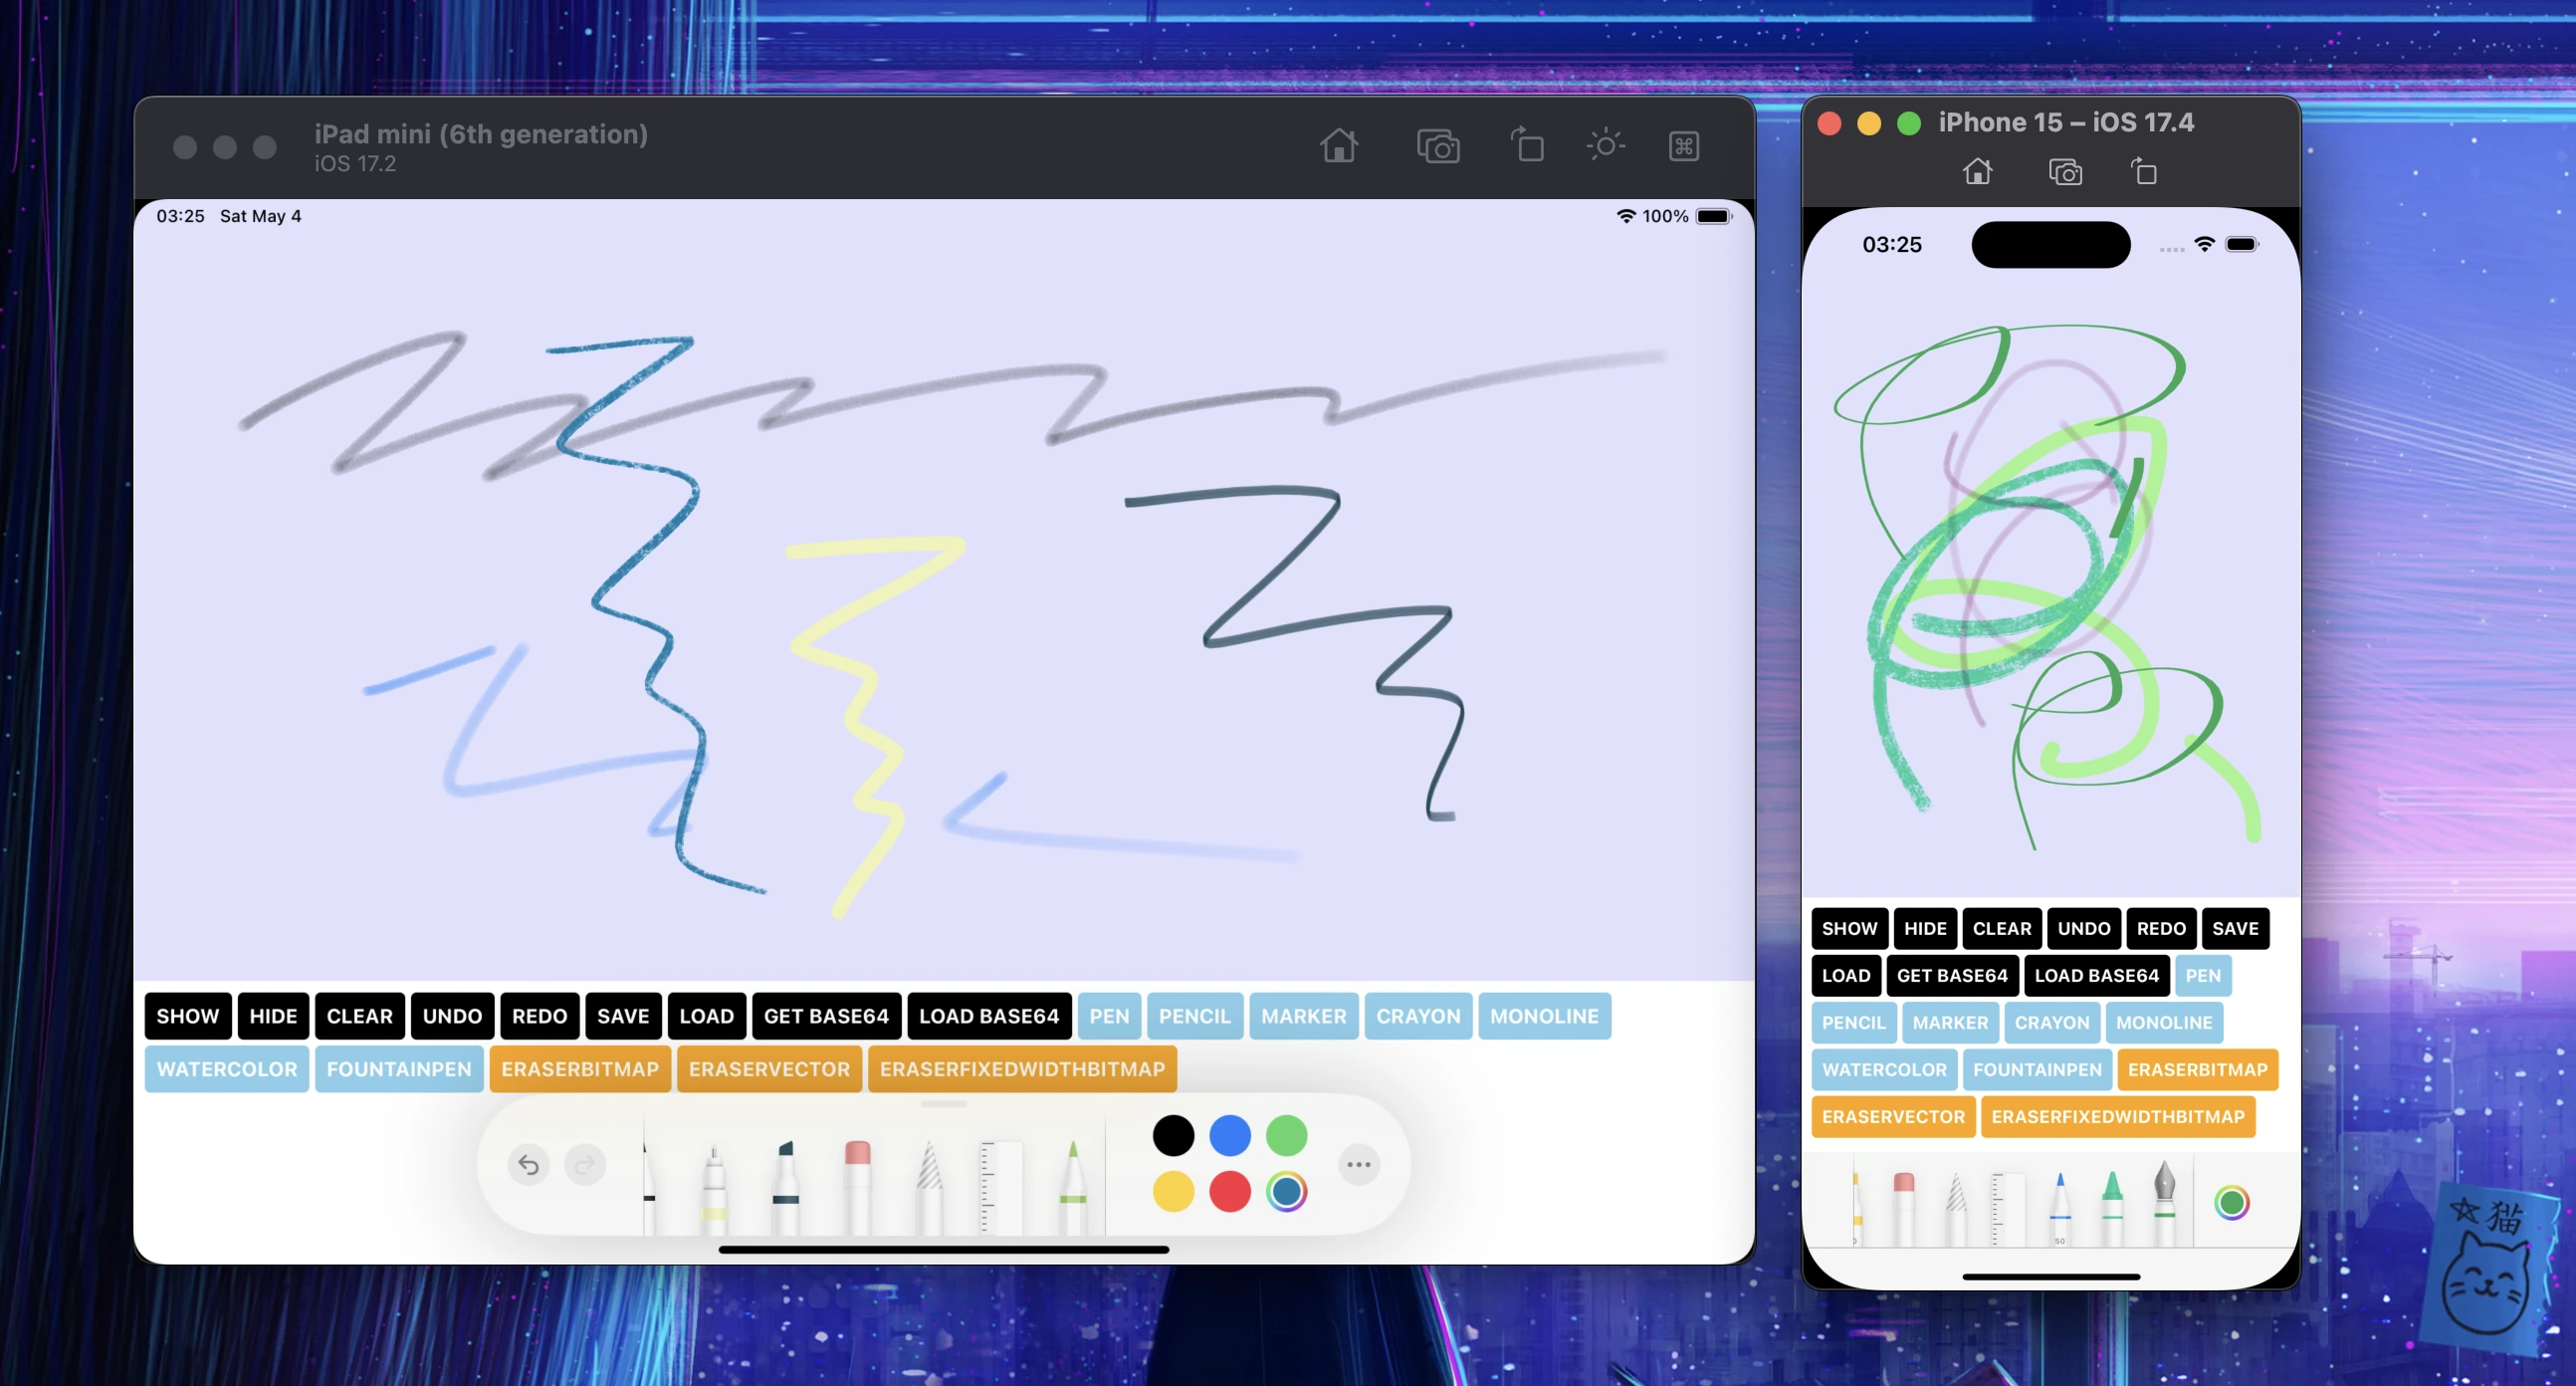 iPad mini (6th generation)
iOS 17.2
03:25 Sat May 4
100%
SHOW HIDE CLEAR UNDO REDO SAVE LOAD GET BASE64 LOAD BASE64 PEN PENCIL MARKER CRAYON MONOLINE
WATERCOLOR FOUNTAINPEN ERASERBITMAP ERASERVECTOR ERASERFIXEDWIDTHBITMAP
iPhone 15 – iOS 17.4
03:25
SHOW HIDE CLEAR UNDO REDO SAVE
LOAD GET BASE64 LOAD BASE64 PEN
PENCIL MARKER CRAYON MONOLINE
WATERCOLOR FOUNTAINPEN ERASERBITMAP
ERASERVECTOR ERASERFIXEDWIDTHBITMAP
50
猫